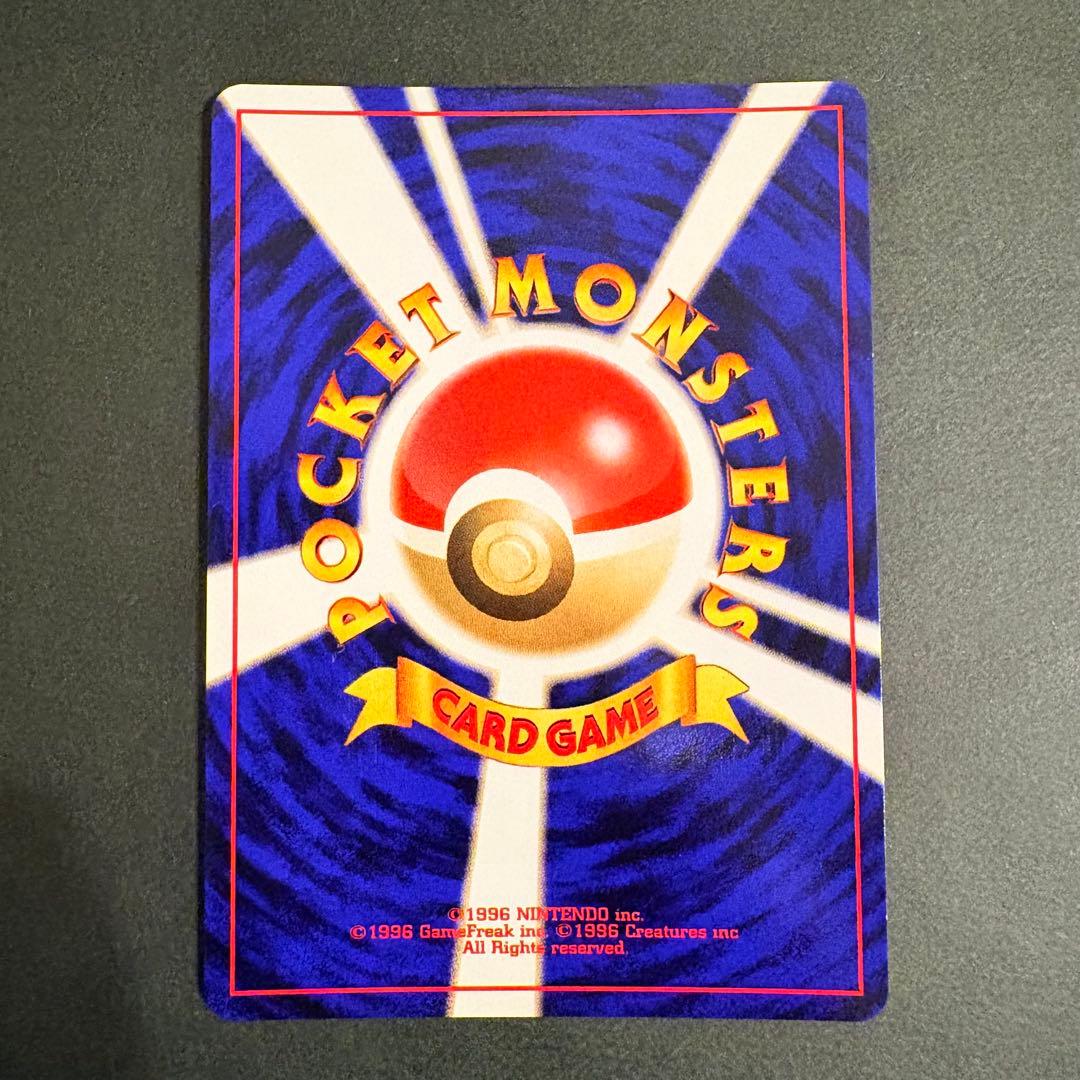 POCKET MONSTERS
CARD GAME
©1996 NINTENDO inc.
©1996 GameFreak inc. ©1996 Creatures inc
All Rights reserved.